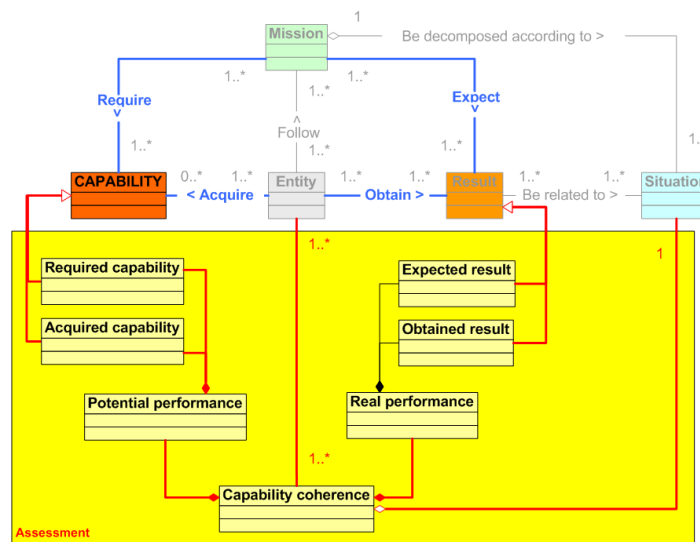 1
Mission
Be decomposed according to >
1..*
1..*
1..*
Require
>
Expect
>
>
Follow
1..*
1..*
1..*
1..
CAPABILITY
0..*
1..*
Entity
1..*
1..*
Result
1..*
1..*
Situation
< Acquire
Obtain >
Be related to >
1..*
1
Required capability
Expected result
Acquired capability
Obtained result
Potential performance
Real performance
1..*
Capability coherence
Assessment